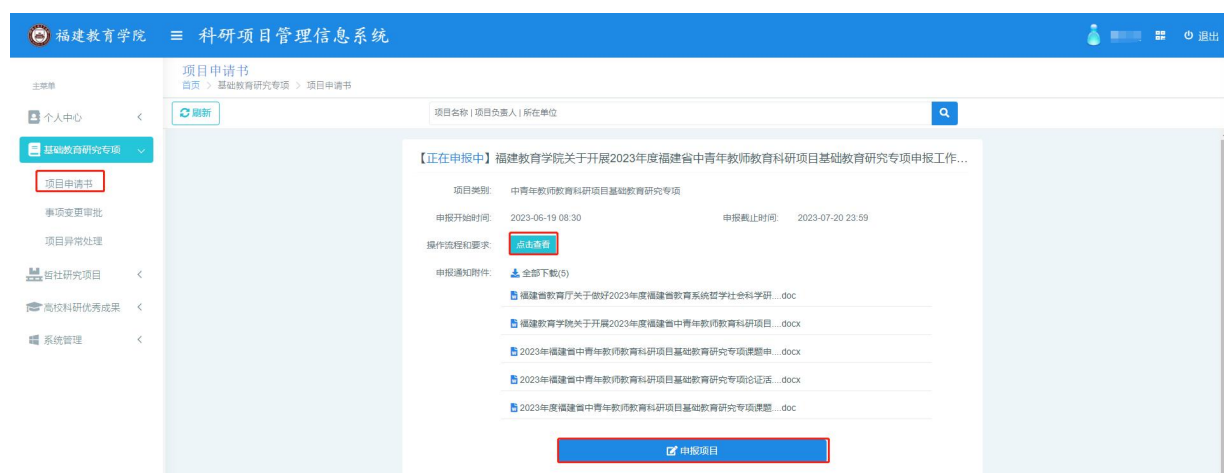 福建教育学院
科研项目管理信息系统
退出
主菜单
个人中心
基础教育研究专项
项目申请书
事项变更审批
项目异常处理
哲社研究项目
高校科研优秀成果
系统管理
项目申请书
首页 > 基础教育研究专项 > 项目申请书
刷新
项目名称 | 项目负责人 | 所在单位
【正在申报中】福建教育学院关于开展2023年度福建省中青年教师教育科研项目基础教育研究专项申报工作…
项目类别: 中青年教师教育科研项目基础教育研究专项
申报开始时间: 2023-06-19 08:30 申报截止时间: 2023-07-20 23:59
操作流程和要求: 点击查看
申报通知附件: 全部下载(5)
福建省教育厅关于做好2023年度福建省教育系统哲学社会科学研....doc
福建教育学院关于开展2023年度福建省中青年教师教育科研项目....docx
2023年福建省中青年教师教育科研项目基础教育研究专项课题申....docx
2023年福建省中青年教师教育科研项目基础教育研究专项论证活....docx
2023年度福建省中青年教师教育科研项目基础教育研究专项课题....doc
申报项目